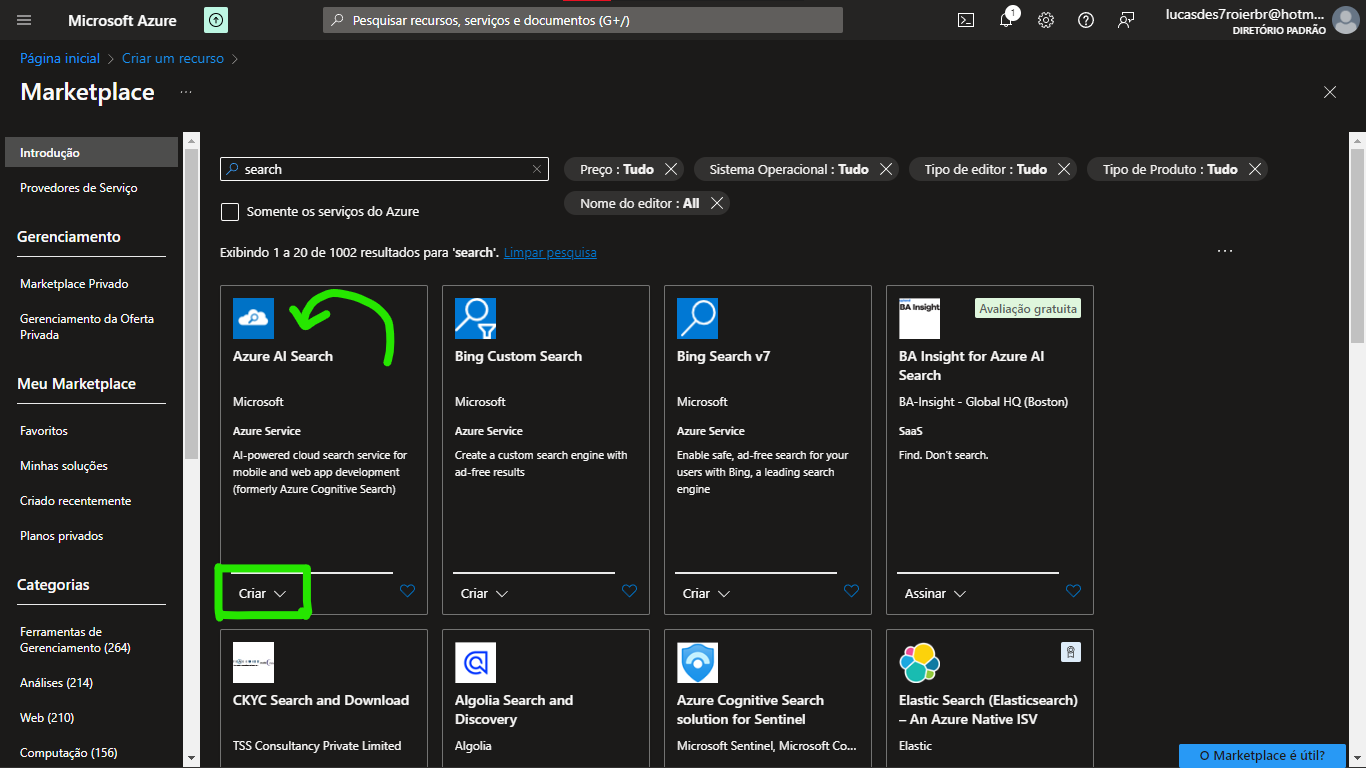 Microsoft Azure
Pesquisar recursos, serviços e documentos (G+/)
1
lucasdes7roierbr@hotm...
DIRETÓRIO PADRÃO
Página inicial
Criar um recurso
Marketplace
...
Introdução
Provedores de Serviço
Gerenciamento
Marketplace Privado
Gerenciamento da Oferta
Privada
Meu Marketplace
Favoritos
Minhas soluções
Criado recentemente
Planos privados
Categorias
Ferramentas de
Gerenciamento (264)
Análises (214)
Web (210)
Computação (156)
search
Preço : Tudo
Sistema Operacional : Tudo
Tipo de editor : Tudo
Tipo de Produto : Tudo
Somente os serviços do Azure
Nome do editor : All
Exibindo 1 a 20 de 1002 resultados para 'search'. Limpar pesquisa
...
Azure AI Search
Microsoft
Azure Service
AI-powered cloud search service for
mobile and web app development
(formerly Azure Cognitive Search)
Criar
Bing Custom Search
Microsoft
Azure Service
Create a custom search engine with
ad-free results
Criar
Bing Search v7
Microsoft
Azure Service
Enable safe, ad-free search for your
users with Bing, a leading search
engine
Criar
BA Insight
Avaliação gratuita
BA Insight for Azure AI
Search
BA-Insight - Global HQ (Boston)
SaaS
Find. Don't search.
Assinar
CKYC Search and Download
TSS Consultancy Private Limited
Algolia Search and
Discovery
Algolia
Azure Cognitive Search
solution for Sentinel
Microsoft Sentinel, Microsoft Co...
Elastic Search (Elasticsearch)
– An Azure Native ISV
Elastic
O Marketplace é útil?